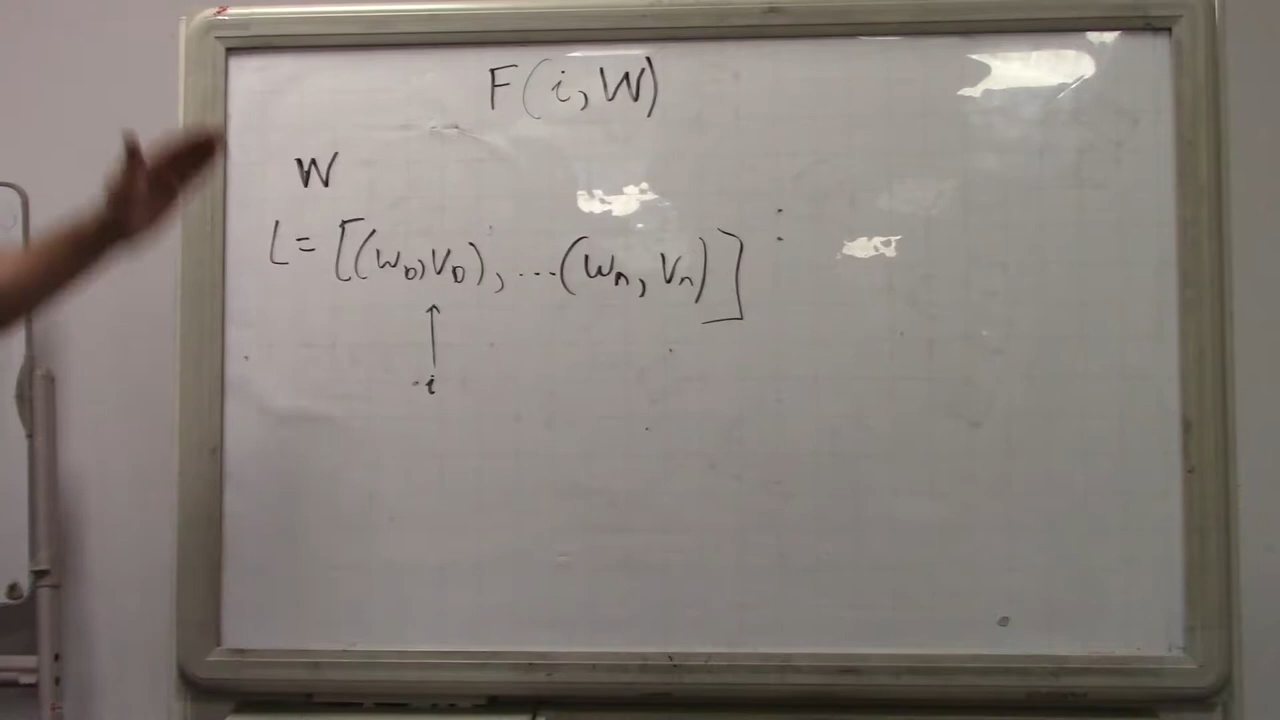 F(i, W)
W
L = [(w₀, v₀), ... (wₙ, vₙ)]
i